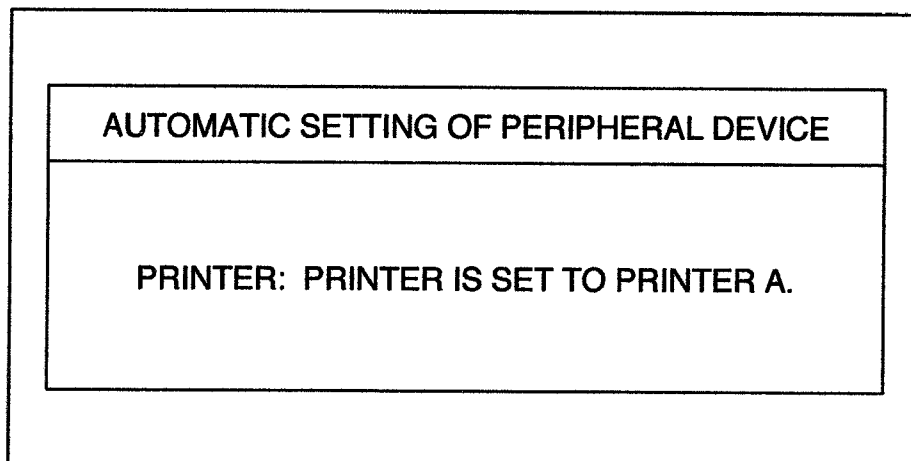 AUTOMATIC SETTING OF PERIPHERAL DEVICE
PRINTER: PRINTER IS SET TO PRINTER A.